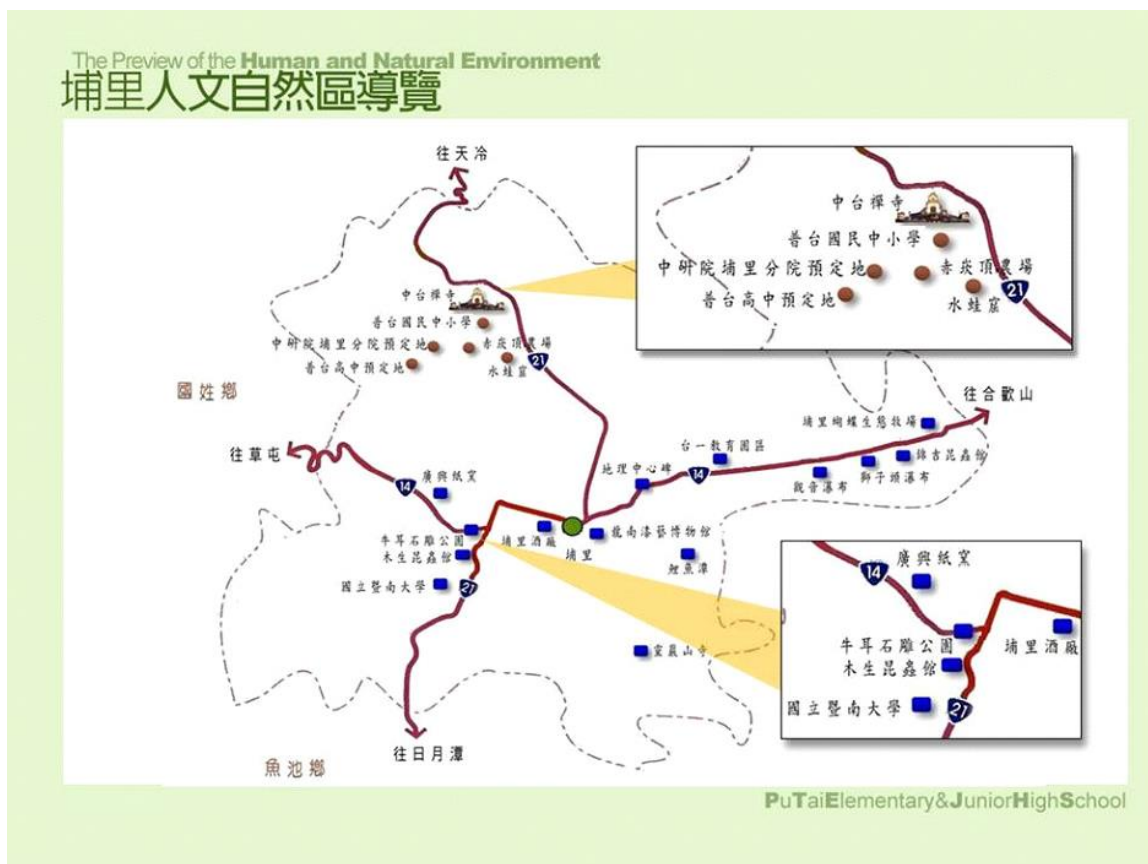 The Preview of the Human and Natural Environment
埔里人文自然區導覽
往天冷
中台禪寺
普台國民中小學
中研院埔里分院預定地
赤崁頂農場
普台高中預定地
水蛙窟
21
國姓鄉
往草屯
14
廣興紙窯
牛耳石雕公園
木生昆蟲館
國立暨南大學
21
埔里酒廠
埔里
龍南漆藝博物館
鯉魚潭
地理中心碑
14
台一教育園區
埔里蝴蝶生態牧場
往合歡山
錦吉昆蟲館
獅子頭瀑布
觀音瀑布
寶巖山寺
往日月潭
魚池鄉
中台禪寺
普台國民中小學
中研院埔里分院預定地
赤崁頂農場
普台高中預定地
水蛙窟
21
14
廣興紙窯
牛耳石雕公園
埔里酒廠
木生昆蟲館
國立暨南大學
21
PuTaiElementary&JuniorHighSchool